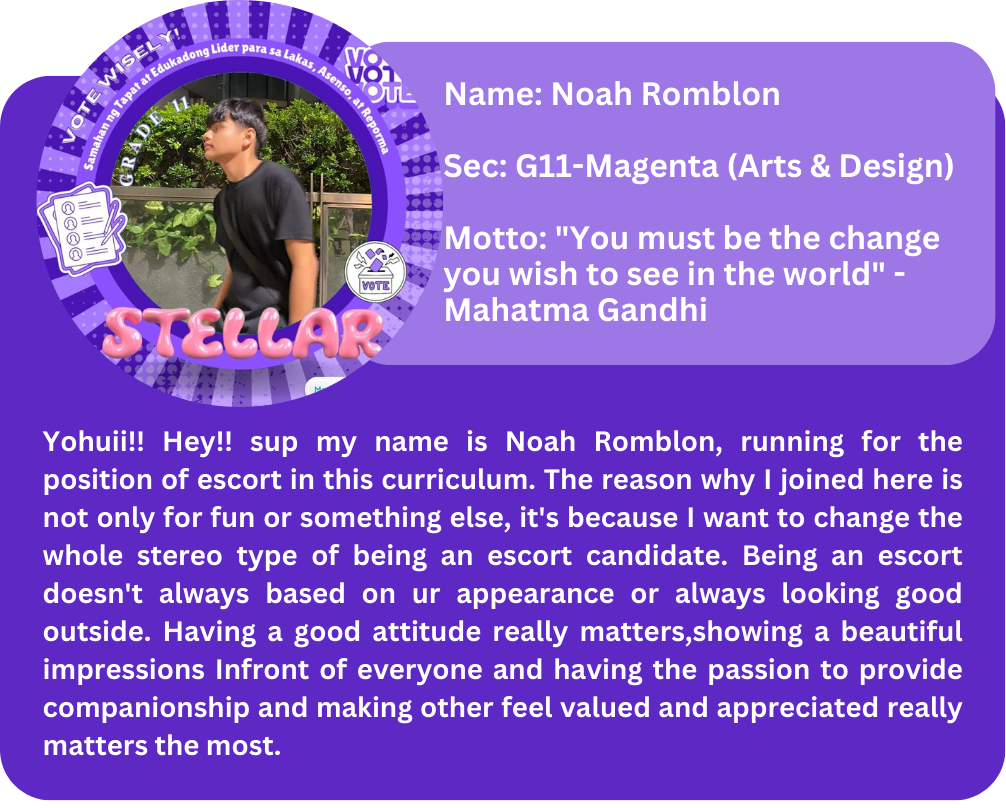 VOTE WISELY!
Samahan ng Tapat at Edukadong Lider para sa Lakas, Asenso, at Reporma
VOTE
VOTE
VOTE
GRADE 11
VOTE
STELLAR
Name: Noah Romblon
Sec: G11-Magenta (Arts & Design)
Motto: "You must be the change
you wish to see in the world" -
Mahatma Gandhi
Yohuii!! Hey!! sup my name is Noah Romblon, running for the
position of escort in this curriculum. The reason why I joined here is
not only for fun or something else, it's because I want to change the
whole stereo type of being an escort candidate. Being an escort
doesn't always based on ur appearance or always looking good
outside. Having a good attitude really matters,showing a beautiful
impressions Infront of everyone and having the passion to provide
companionship and making other feel valued and appreciated really
matters the most.